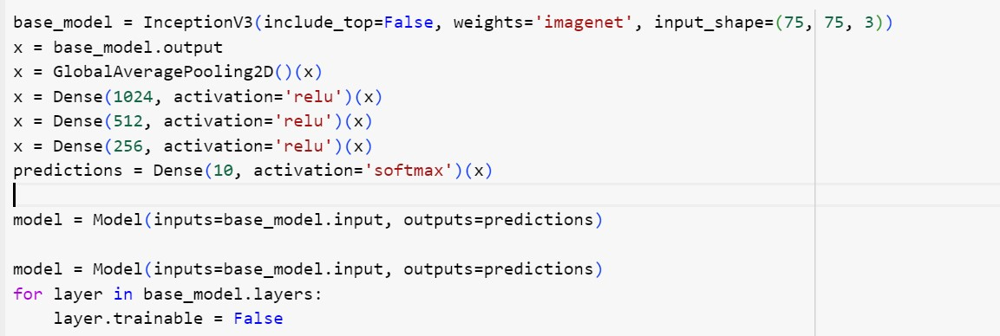 base_model = InceptionV3(include_top=False, weights='imagenet', input_shape=(75, 75, 3))
x = base_model.output
x = GlobalAveragePooling2D()(x)
x = Dense(1024, activation='relu')(x)
x = Dense(512, activation='relu')(x)
x = Dense(256, activation='relu')(x)
predictions = Dense(10, activation='softmax')(x)
model = Model(inputs=base_model.input, outputs=predictions)
model = Model(inputs=base_model.input, outputs=predictions)
for layer in base_model.layers:
    layer.trainable = False